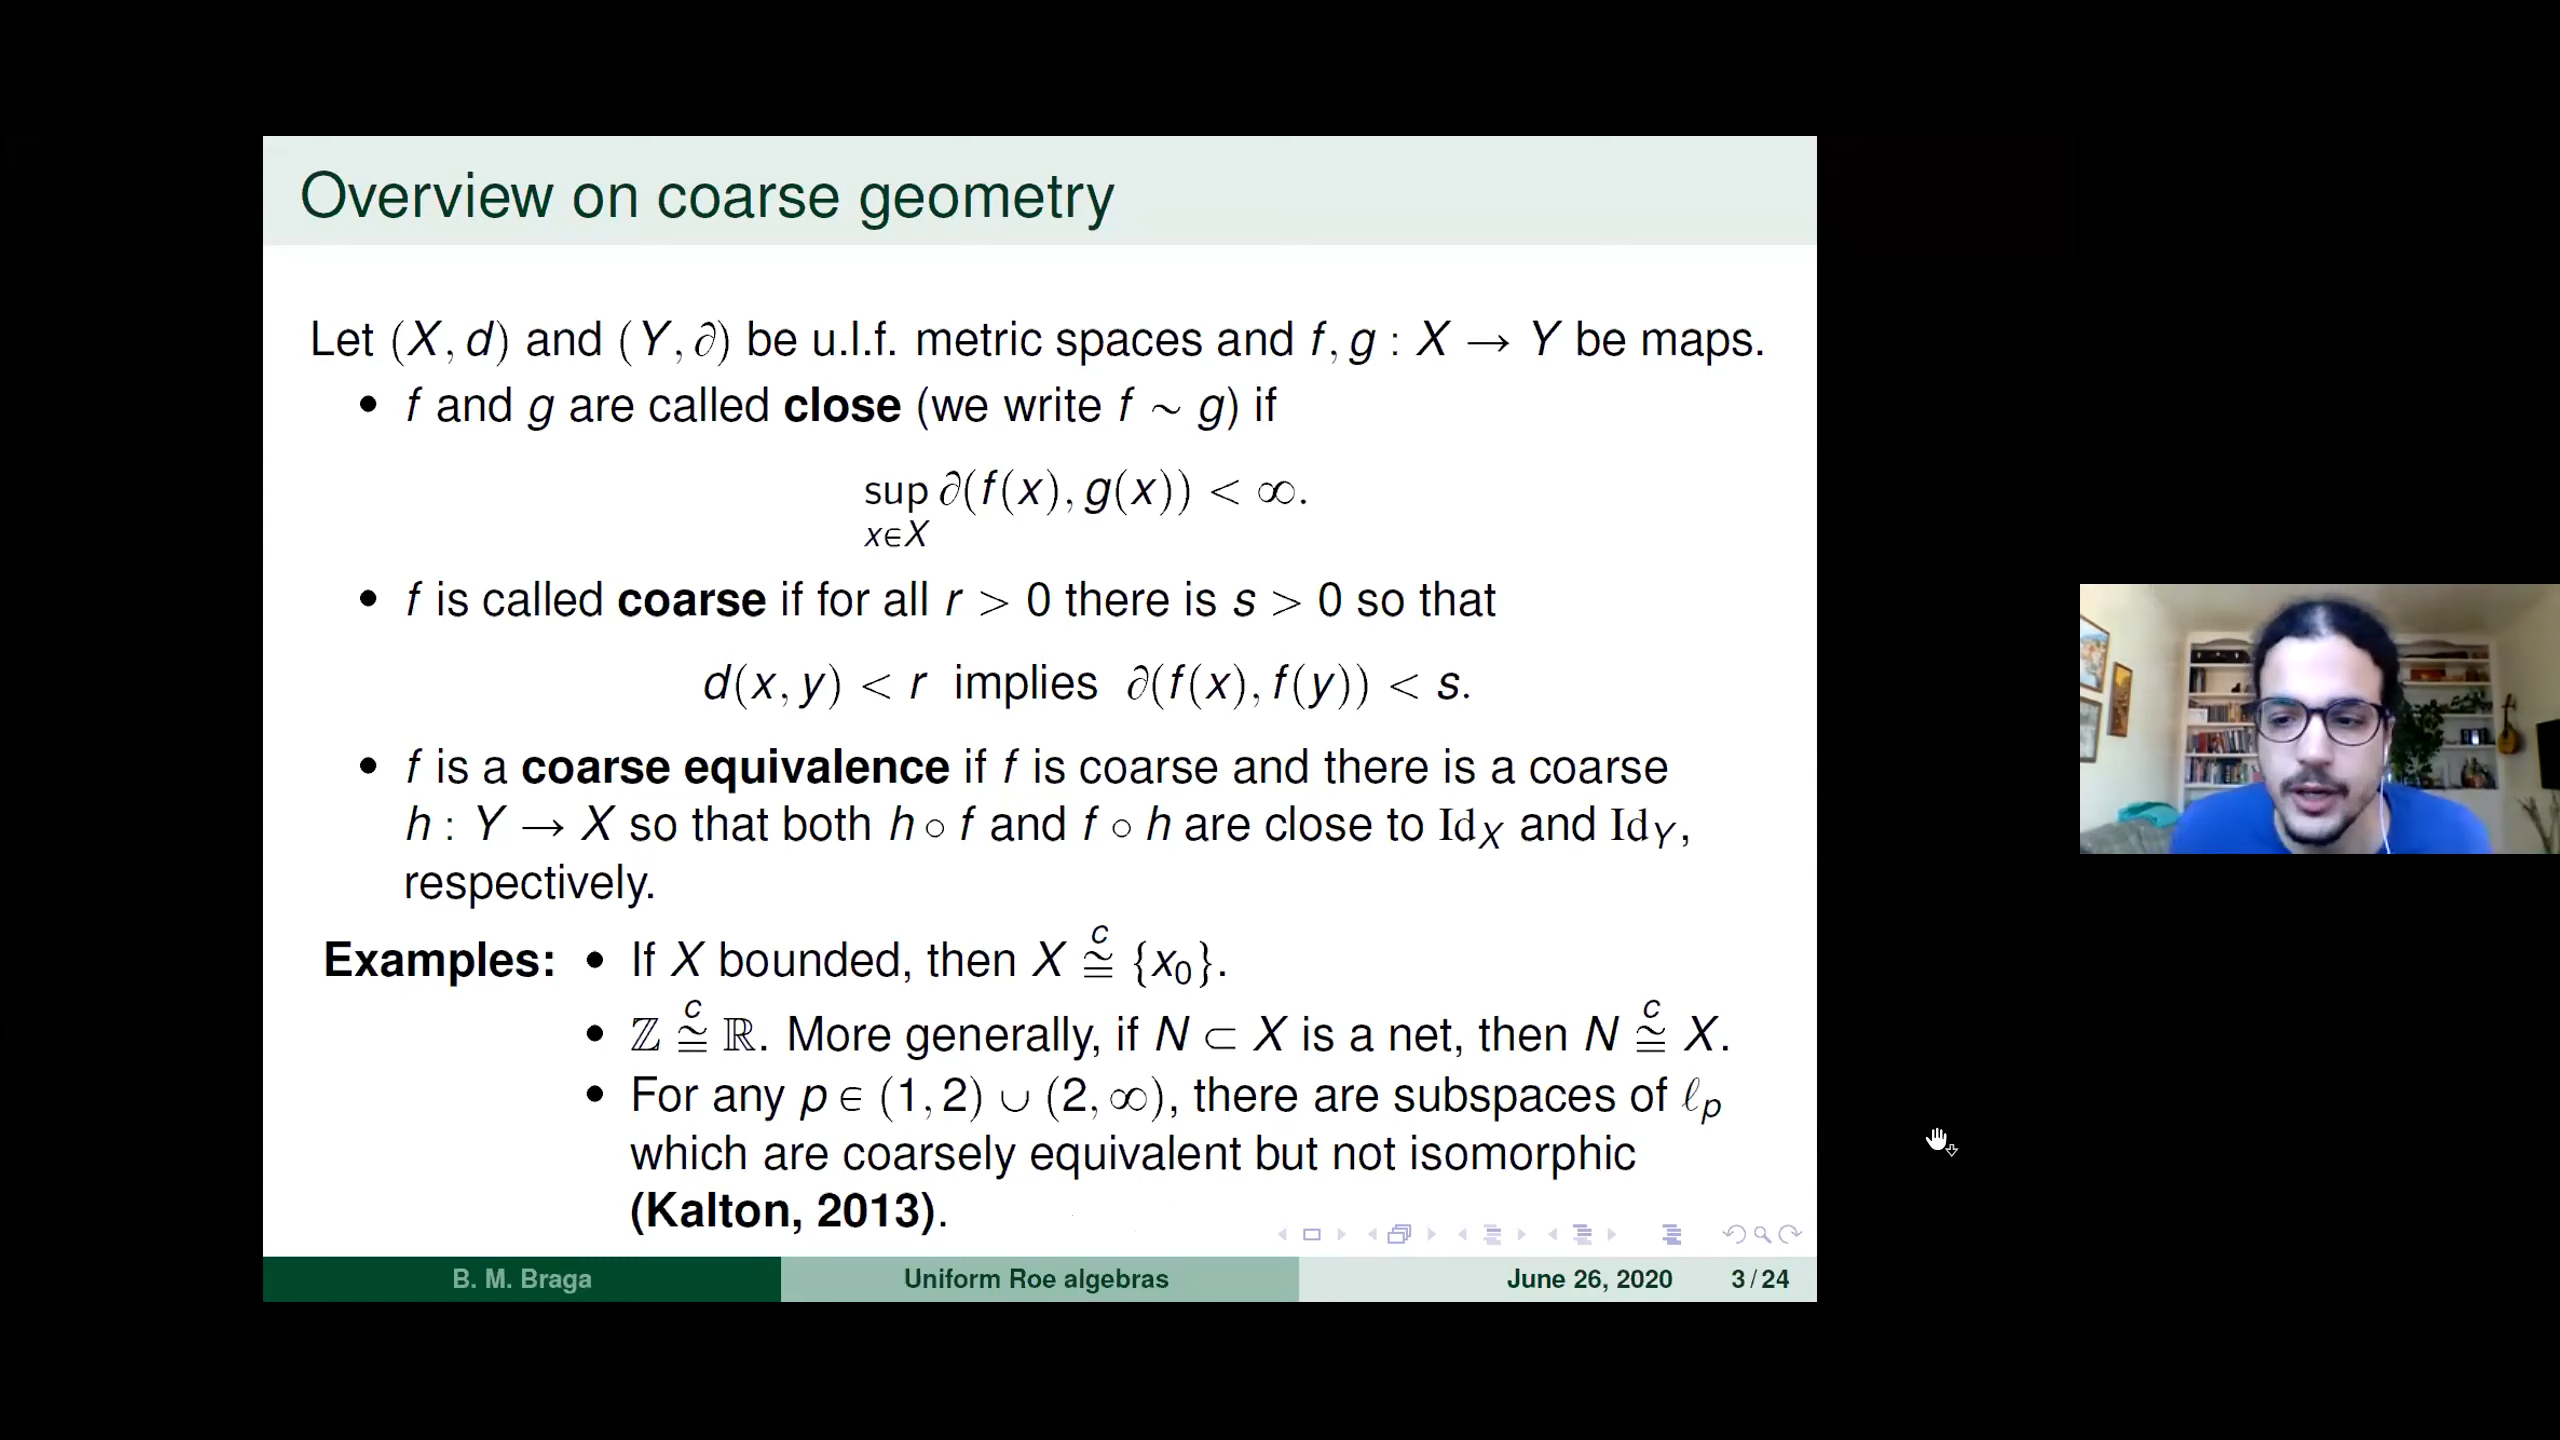 Overview on coarse geometry
Let (X, d) and (Y, ∂) be u.l.f. metric spaces and f, g : X → Y be maps.
• f and g are called close (we write f ∼ g) if
sup ∂(f(x), g(x)) < ∞.
x∈X
• f is called coarse if for all r > 0 there is s > 0 so that
d(x, y) < r implies ∂(f(x), f(y)) < s.
• f is a coarse equivalence if f is coarse and there is a coarse
h : Y → X so that both h ∘ f and f ∘ h are close to Id_X and Id_Y,
respectively.
Examples: • If X bounded, then X ≅^c {x₀}.
• ℤ ≅^c ℝ. More generally, if N ⊂ X is a net, then N ≅^c X.
• For any p ∈ (1, 2) ∪ (2, ∞), there are subspaces of ℓ_p
which are coarsely equivalent but not isomorphic
(Kalton, 2013).
B. M. Braga Uniform Roe algebras June 26, 2020 3 / 24